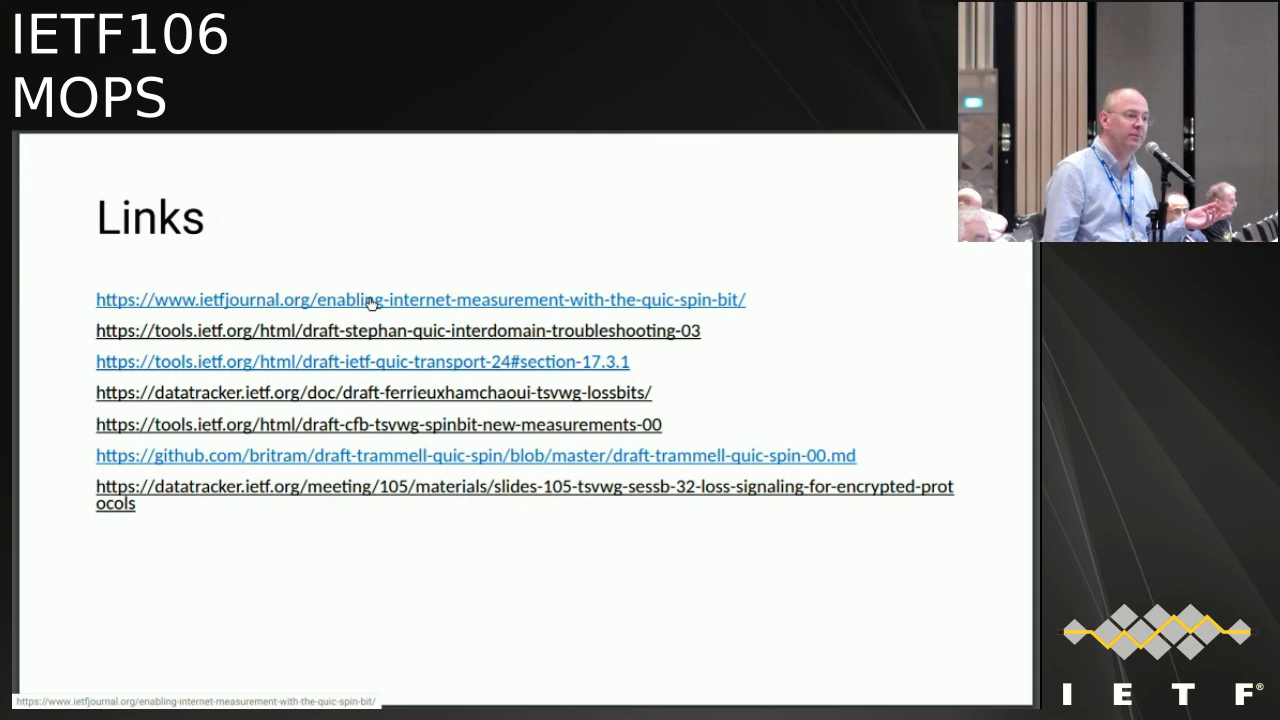 IETF106
MOPS
Links
https://www.ietfjournal.org/enabling-internet-measurement-with-the-quic-spin-bit/
https://tools.ietf.org/html/draft-stephan-quic-interdomain-troubleshooting-03
https://tools.ietf.org/html/draft-ietf-quic-transport-24#section-17.3.1
https://datatracker.ietf.org/doc/draft-ferrieuxhamchaoui-tsvwg-lossbits/
https://tools.ietf.org/html/draft-cfb-tsvwg-spinbit-new-measurements-00
https://github.com/britram/draft-trammell-quic-spin/blob/master/draft-trammell-quic-spin-00.md
https://datatracker.ietf.org/meeting/105/materials/slides-105-tsvwg-sessb-32-loss-signaling-for-encrypted-prot
ocols
https://www.ietfjournal.org/enabling-internet-measurement-with-the-quic-spin-bit/
I E T F®